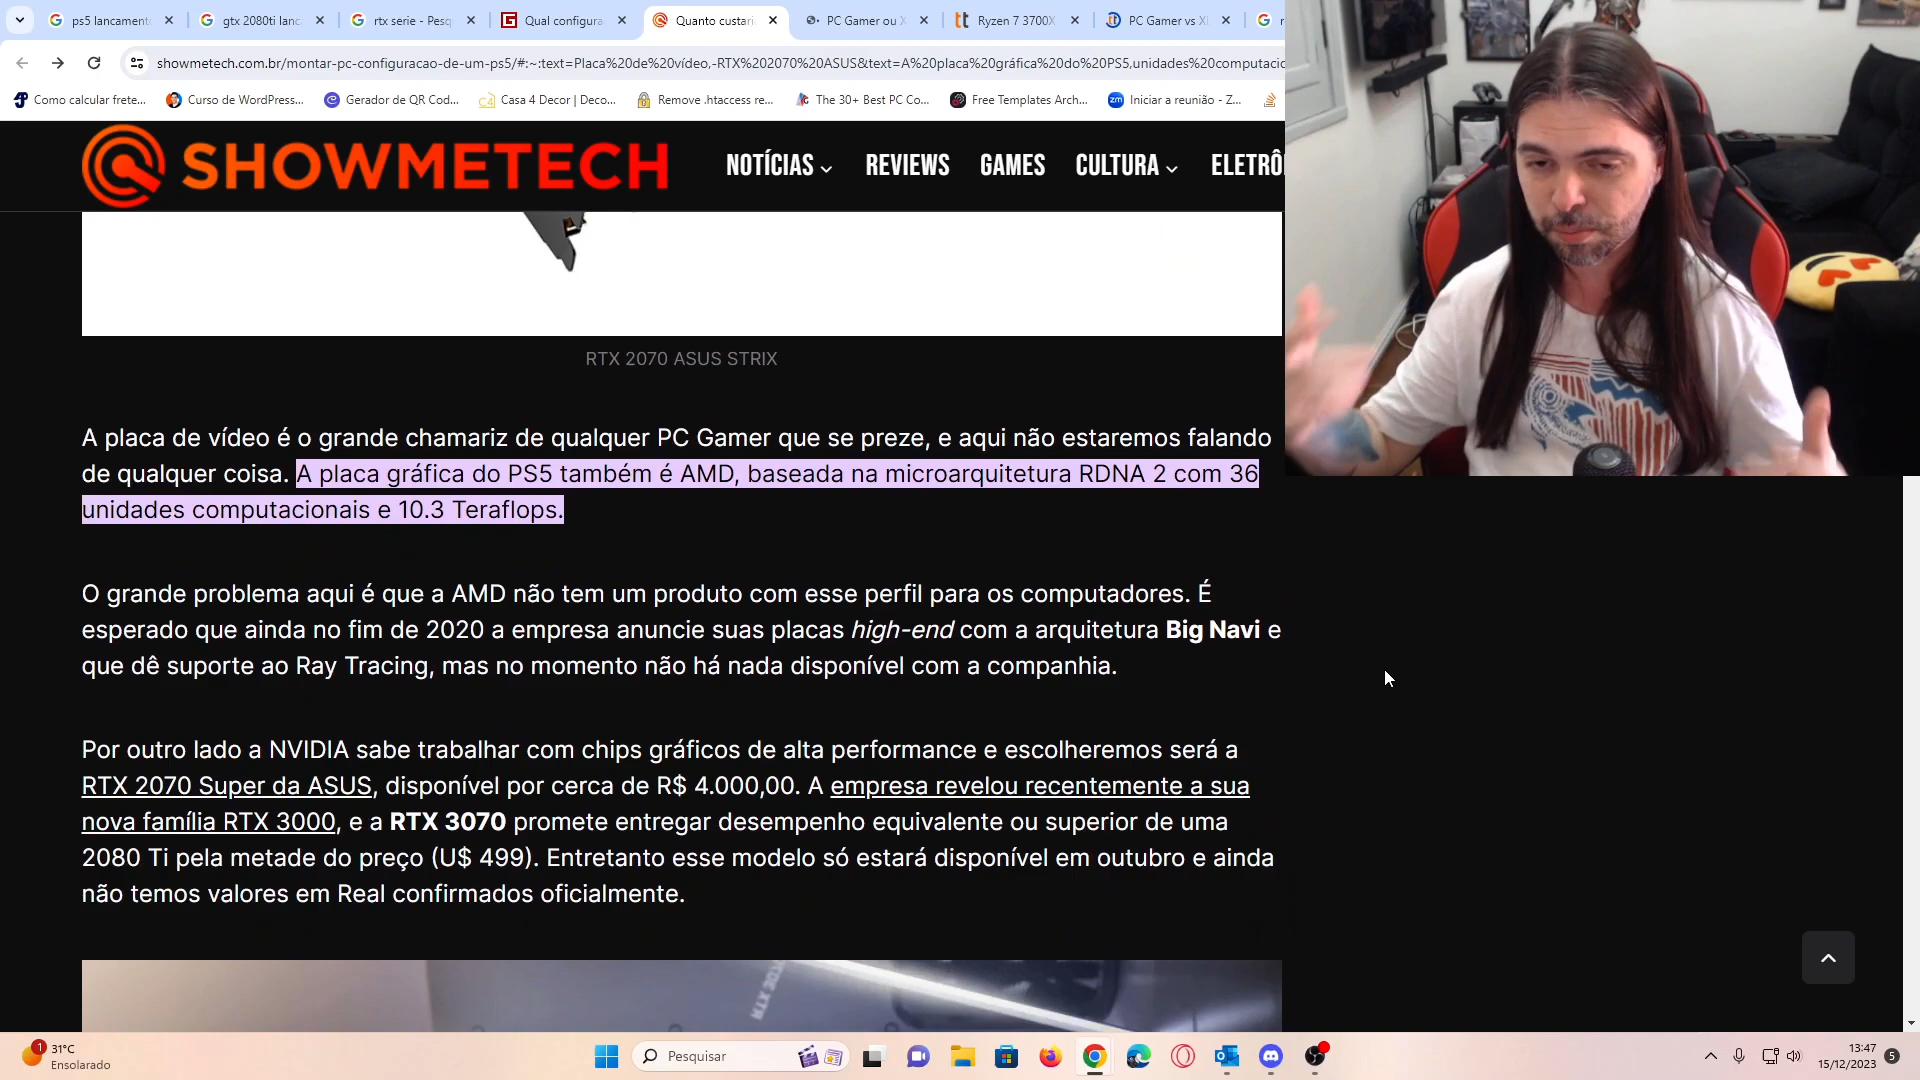 ps5 lançament
gtx 2080ti lanc
rtx serie - Pesq
Qual configura
Quanto custari
PC Gamer ou X
Ryzen 7 3700X
PC Gamer vs X
showmetech.com.br/montar-pc-configuracao-de-um-ps5/#:~:text=Placa%20de%20vídeo,-RTX%202070%20ASUS&text=A%20placa%20gráfica%20do%20PS5,unidades%20computacio
Como calcular frete...
Curso de WordPress...
Gerador de QR Cod...
Casa 4 Decor | Deco...
Remove .htaccess re...
The 30+ Best PC Co...
Free Templates Arch...
Iniciar a reunião - Z...
SHOWMETECH
NOTÍCIAS
REVIEWS
GAMES
CULTURA
ELETRÔ
RTX 2070 ASUS STRIX
A placa de vídeo é o grande chamariz de qualquer PC Gamer que se preze, e aqui não estaremos falando
de qualquer coisa. A placa gráfica do PS5 também é AMD, baseada na microarquitetura RDNA 2 com 36
unidades computacionais e 10.3 Teraflops.
O grande problema aqui é que a AMD não tem um produto com esse perfil para os computadores. É
esperado que ainda no fim de 2020 a empresa anuncie suas placas high-end com a arquitetura Big Navi e
que dê suporte ao Ray Tracing, mas no momento não há nada disponível com a companhia.
Por outro lado a NVIDIA sabe trabalhar com chips gráficos de alta performance e escolheremos será a
RTX 2070 Super da ASUS, disponível por cerca de R$ 4.000,00. A empresa revelou recentemente a sua
nova família RTX 3000, e a RTX 3070 promete entregar desempenho equivalente ou superior de uma
2080 Ti pela metade do preço (U$ 499). Entretanto esse modelo só estará disponível em outubro e ainda
não temos valores em Real confirmados oficialmente.
1
31°C
Ensolarado
Pesquisar
13:47
15/12/2023
5